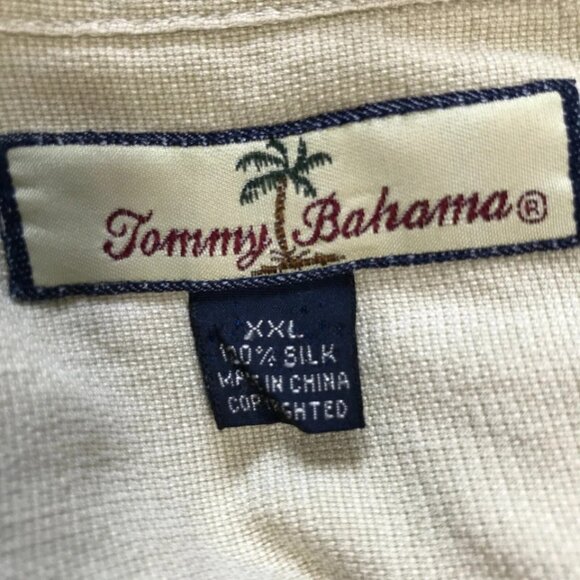 Tommy Bahama®
XXL
100% SILK
MADE IN CHINA
COPYRIGHTED